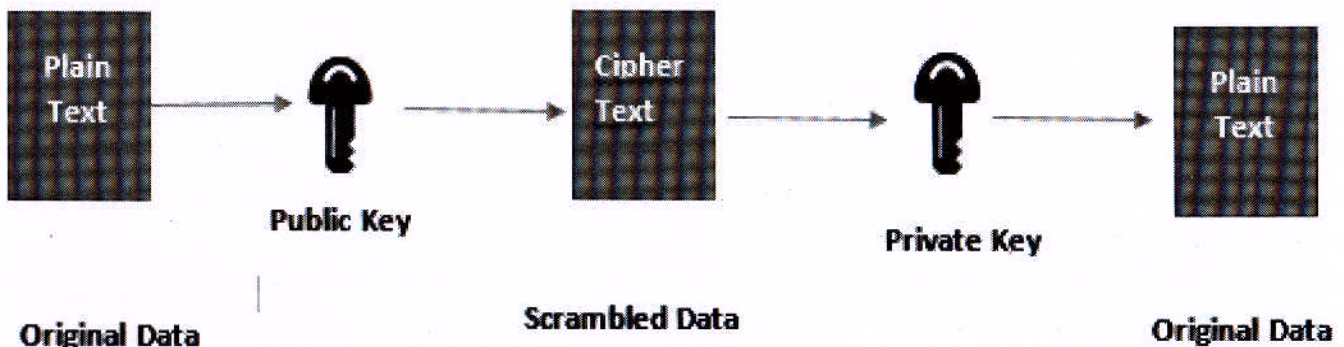 Plain
Text
Public Key
Cipher
Text
Private Key
Plain
Text
Original Data
Scrambled Data
Original Data